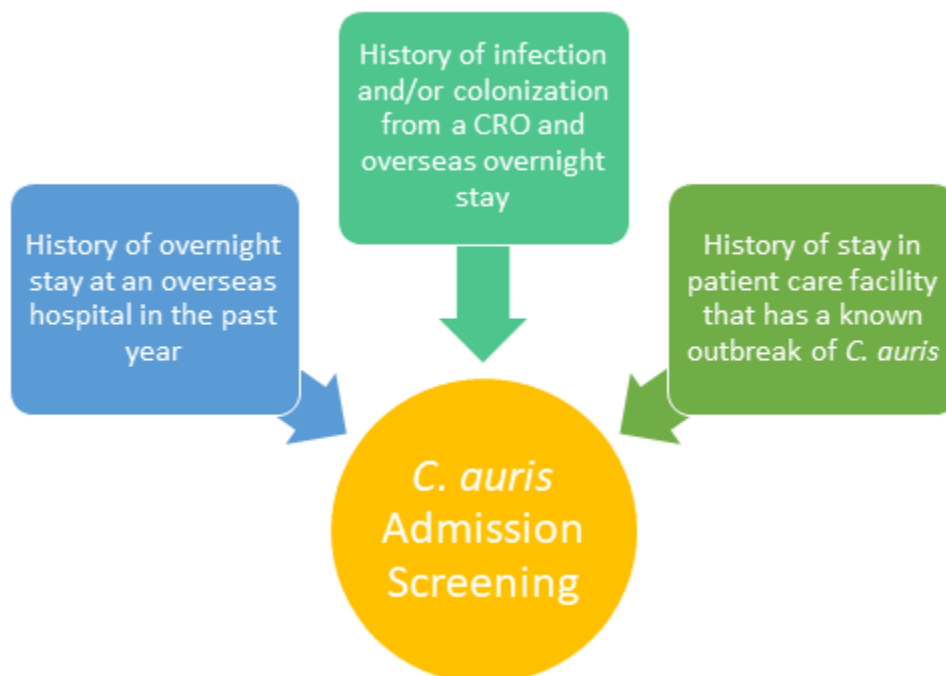 History of infection
and/or colonization
from a CRO and
overseas overnight
stay
History of overnight
stay at an overseas
hospital in the past
year
History of stay in
patient care facility
that has a known
outbreak of C. auris
C. auris
Admission
Screening